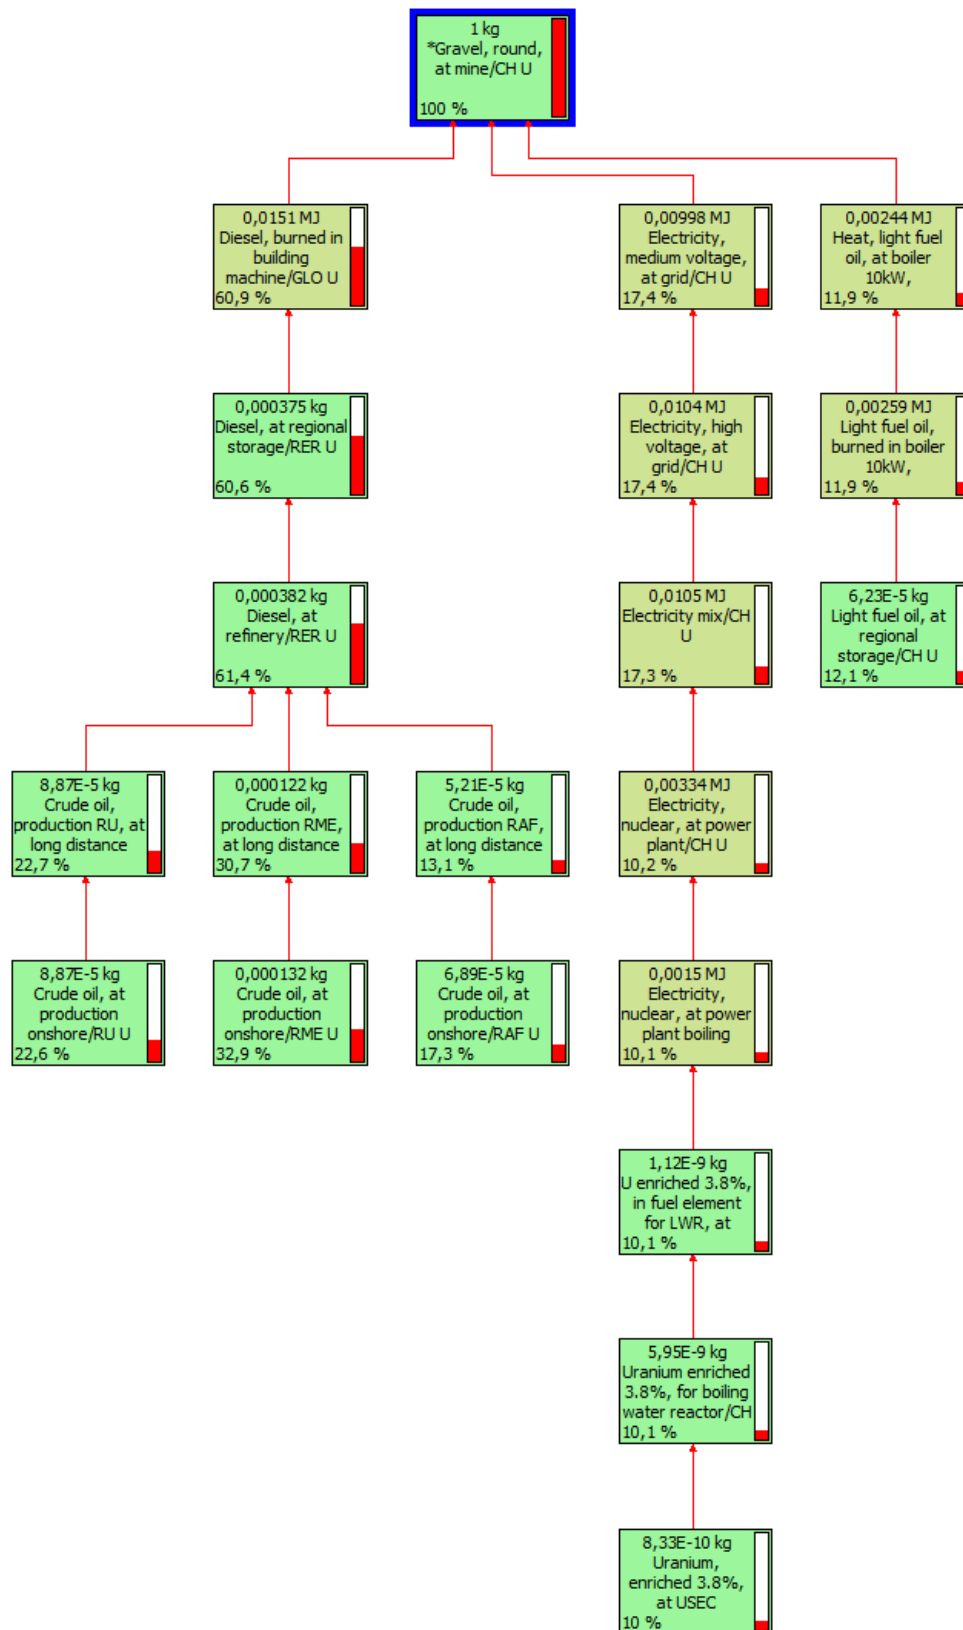 1 kg
*Gravel, round,
at mine/CH U
100 %
0,0151 MJ
Diesel, burned in
building
machine/GLO U
60,9 %
0,00998 MJ
Electricity,
medium voltage,
at grid/CH U
17,4 %
0,00244 MJ
Heat, light fuel
oil, at boiler
10kW,
11,9 %
0,000375 kg
Diesel, at regional
storage/RER U
60,6 %
0,0104 MJ
Electricity, high
voltage, at
grid/CH U
17,4 %
0,00259 MJ
Light fuel oil,
burned in boiler
10kW,
11,9 %
0,000382 kg
Diesel, at
refinery/RER U
61,4 %
0,0105 MJ
Electricity mix/CH
U
17,3 %
6,23E-5 kg
Light fuel oil, at
regional
storage/CH U
12,1 %
8,87E-5 kg
Crude oil,
production RU, at
long distance
22,7 %
0,000122 kg
Crude oil,
production RME,
at long distance
30,7 %
5,21E-5 kg
Crude oil,
production RAF,
at long distance
13,1 %
0,00334 MJ
Electricity,
nuclear, at power
plant/CH U
10,2 %
8,87E-5 kg
Crude oil, at
production
onshore/RU U
22,6 %
0,000132 kg
Crude oil, at
production
onshore/RME U
32,9 %
6,89E-5 kg
Crude oil, at
production
onshore/RAF U
17,3 %
0,0015 MJ
Electricity,
nuclear, at power
plant boiling
10,1 %
1,12E-9 kg
U enriched 3.8%,
in fuel element
for LWR, at
10,1 %
5,95E-9 kg
Uranium enriched
3.8%, for boiling
water reactor/CH
10,1 %
8,33E-10 kg
Uranium,
enriched 3.8%,
at USEC
10 %